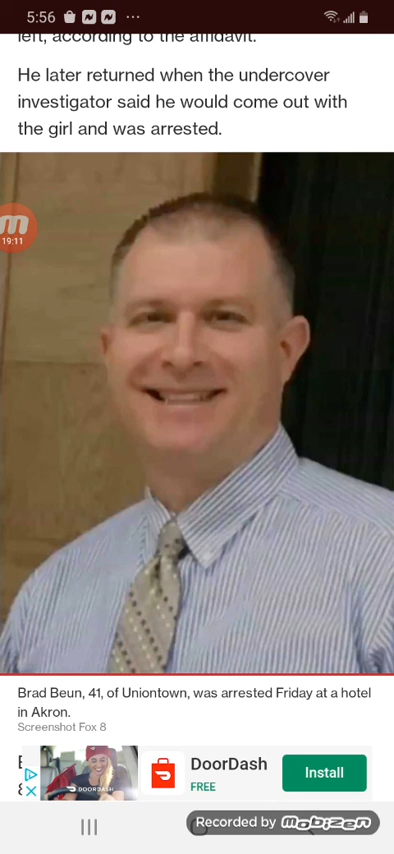 5:56
left, according to the affidavit.
He later returned when the undercover
investigator said he would come out with
the girl and was arrested.
m
19:11
Brad Beun, 41, of Uniontown, was arrested Friday at a hotel
in Akron.
Screenshot Fox 8
DOORDASH
DoorDash
FREE
Install
Recorded by mobizen